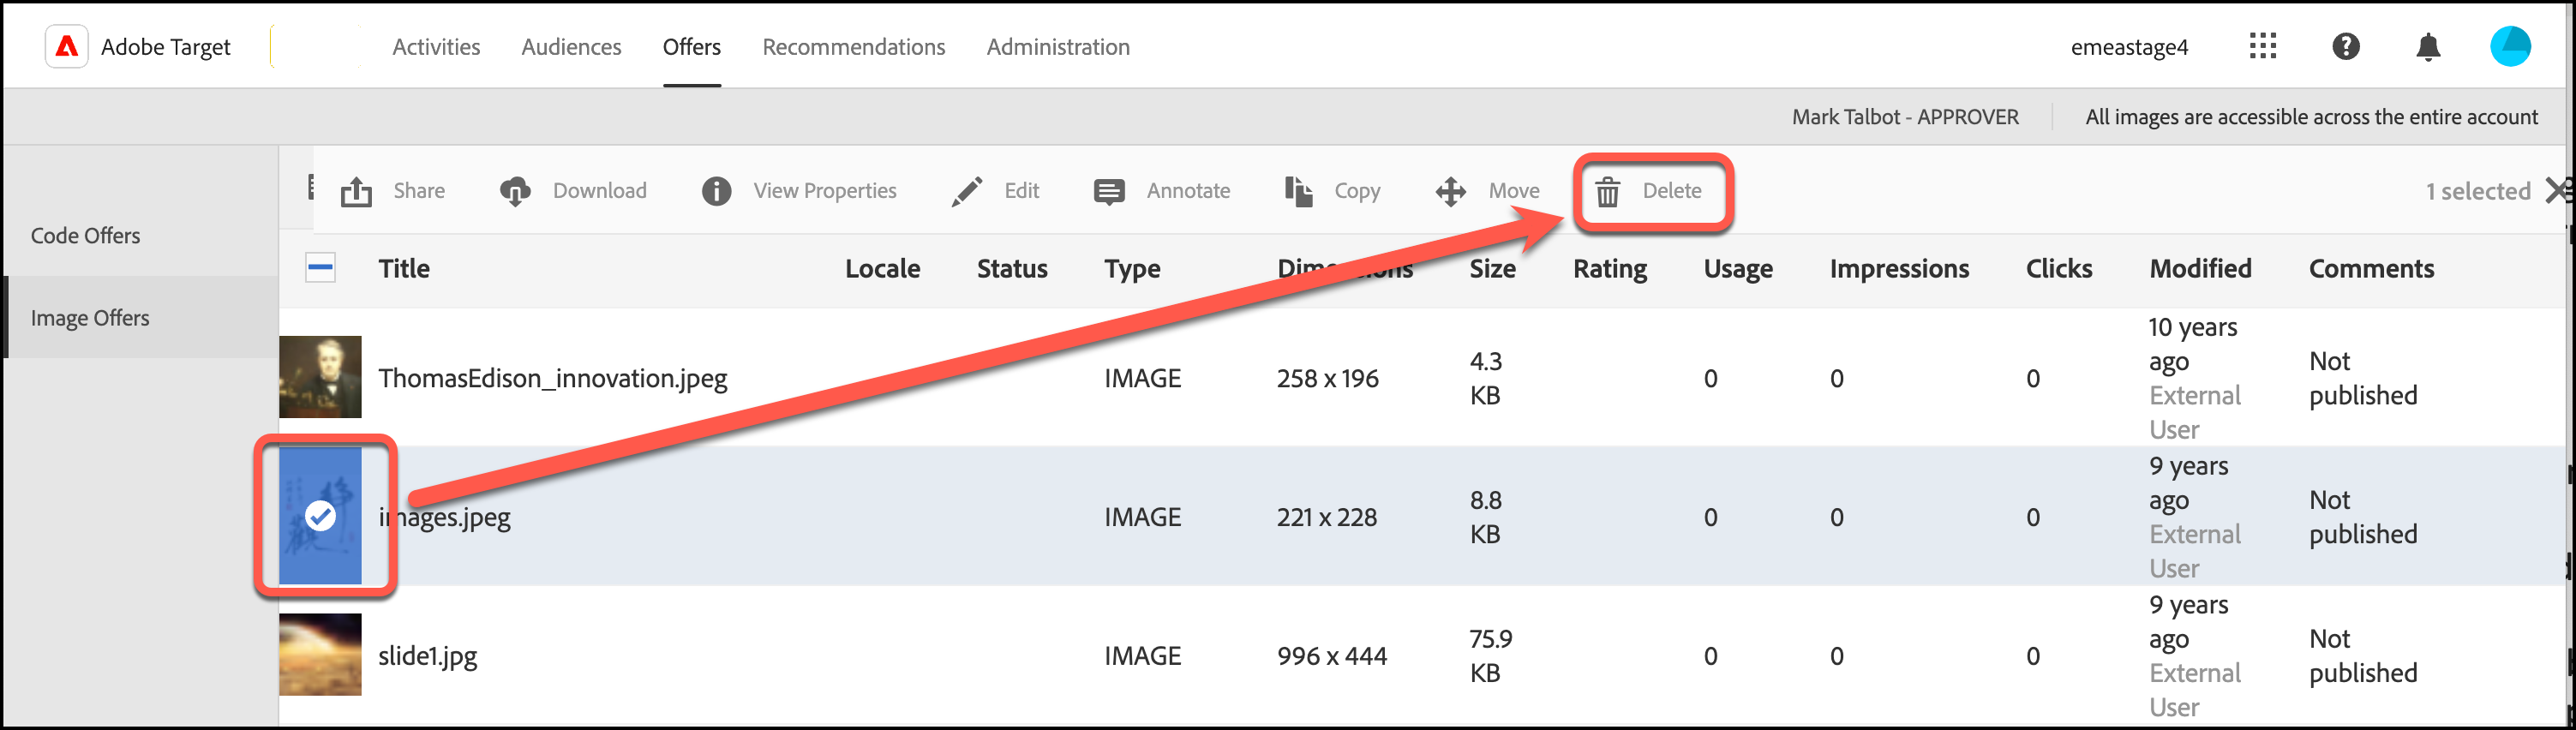 Adobe Target
Activities
Audiences
Offers
Recommendations
Administration
emeastage4
Mark Talbot - APPROVER
All images are accessible across the entire account
Code Offers
Image Offers
Share
Download
View Properties
Edit
Annotate
Copy
Move
Delete
1 selected
Title Locale Status Type Dimensions Size Rating Usage Impressions Clicks Modified Comments
ThomasEdison_innovation.jpeg
IMAGE
258 x 196
4.3
KB
0
0
0
10 years
ago
External
User
Not
published
images.jpeg
IMAGE
221 x 228
8.8
KB
0
0
0
9 years
ago
External
User
Not
published
slide1.jpg
IMAGE
996 x 444
75.9
KB
0
0
0
9 years
ago
External
User
Not
published